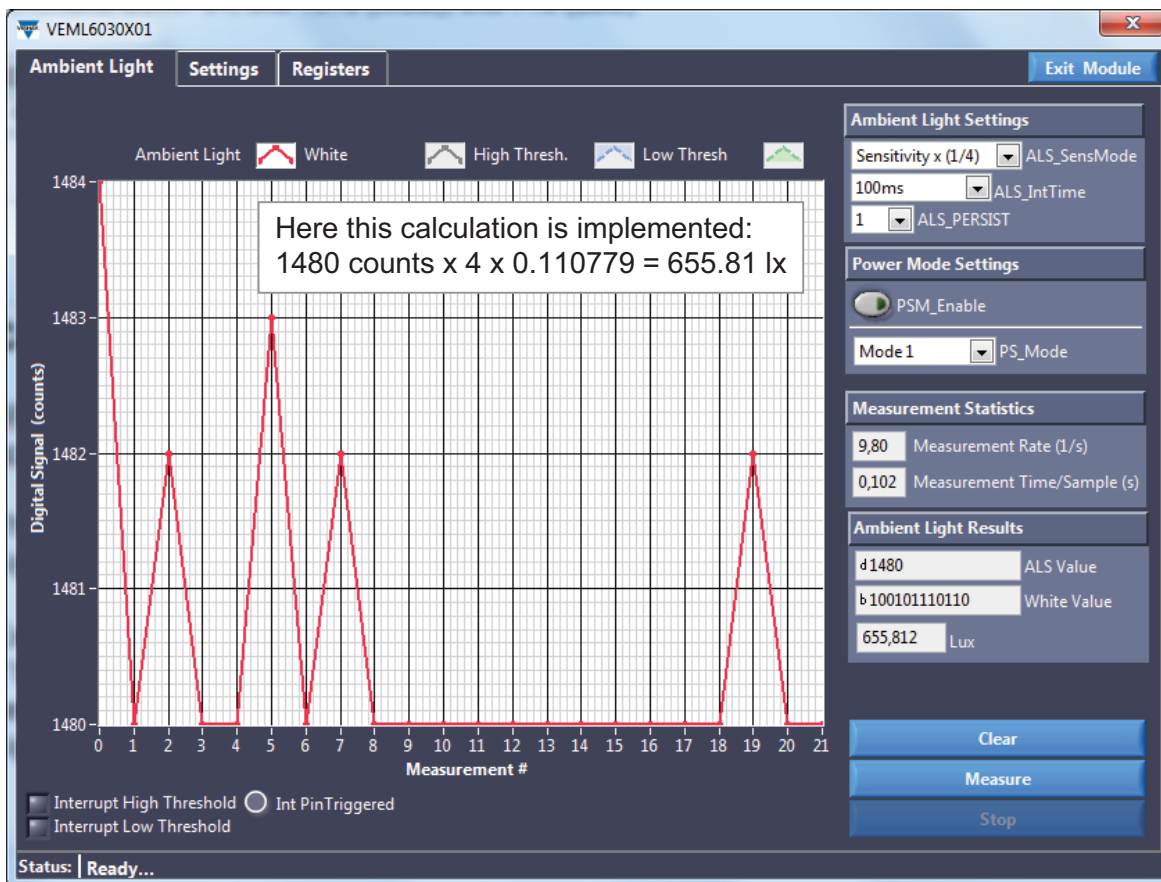 VISHAY VEML6030X01
Ambient Light Settings Registers Exit Module
Ambient Light White High Thresh. Low Thresh
Here this calculation is implemented:
1480 counts x 4 x 0.110779 = 655.81 lx
Digital Signal (counts)
1484
1483
1482
1481
1480
0 1 2 3 4 5 6 7 8 9 10 11 12 13 14 15 16 17 18 19 20 21
Measurement #
Interrupt High Threshold Int PinTriggered
Interrupt Low Threshold
Ambient Light Settings
Sensitivity x (1/4) ALS_SensMode
100ms ALS_IntTime
1 ALS_PERSIST
Power Mode Settings
PSM_Enable
Mode 1 PS_Mode
Measurement Statistics
9,80 Measurement Rate (1/s)
0,102 Measurement Time/Sample (s)
Ambient Light Results
d 1480 ALS Value
b 100101110110 White Value
655,812 Lux
Clear
Measure
Stop
Status: Ready...